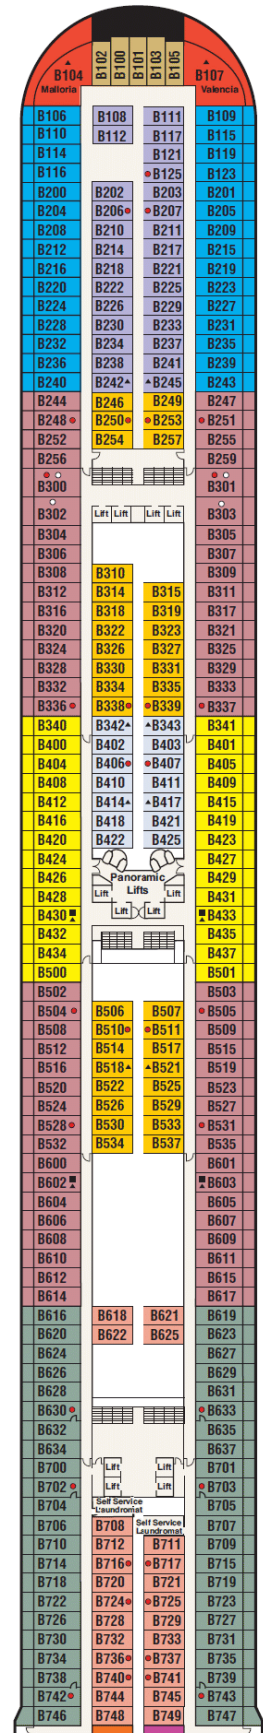 B102 B100 B101 B103 B105
B104 B107
Mallorία Valencia
B106 B108 B111 B109
B110 B112 B117 B115
B114 B121 B119
B116 B125 B123
B200 B202 B203 B201
B204 B206 B207 B205
B208 B210 B211 B209
B212 B214 B217 B215
B216 B218 B221 B219
B220 B222 B225 B223
B224 B226 B229 B227
B228 B230 B233 B231
B232 B234 B237 B235
B236 B238 B241 B239
B240 B242 B245 B243
B244 B246 B249 B247
B248 B250 B253 B251
B252 B254 B257 B255
B256 B259
B300 B301
B302 Lift Lift Lift Lift B303
B304 B305
B306 B307
B308 B310 B309
B312 B314 B315 B311
B316 B318 B319 B317
B320 B322 B323 B321
B324 B326 B327 B325
B328 B330 B331 B329
B332 B334 B335 B333
B336 B338 B339 B337
B340 B342 B343 B341
B400 B402 B403 B401
B404 B406 B407 B405
B408 B410 B411 B409
B412 B414 B417 B415
B416 B418 B421 B419
B420 B422 B425 B423
B424 B427
B426 Panoramic B429
B428 Lift Lifts Lift B431
B430 Lift Lift B433
B432 B435
B434 B437
B500 B501
B502 B503
B504 B506 B507 B505
B508 B510 B511 B509
B512 B514 B517 B515
B516 B518 B521 B519
B520 B522 B525 B523
B524 B526 B529 B527
B528 B530 B533 B531
B532 B534 B537 B535
B600 B601
B602 B603
B604 B605
B606 B607
B608 B609
B610 B611
B612 B615
B614 B617
B616 B618 B621 B619
B620 B622 B625 B623
B624 B627
B626 B629
B628 B631
B630 B633
B632 B635
B634 B637
B700 Lift Lift B701
B702 Lift Lift B703
B704 Self Service Laundromat B705
B706 B708 Self Service Laundromat B707
B710 B712 B711 B709
B714 B716 B717 B715
B718 B720 B721 B719
B722 B724 B725 B723
B726 B728 B729 B727
B730 B732 B733 B731
B734 B736 B737 B735
B738 B740 B741 B739
B742 B744 B745 B743
B746 B748 B749 B747